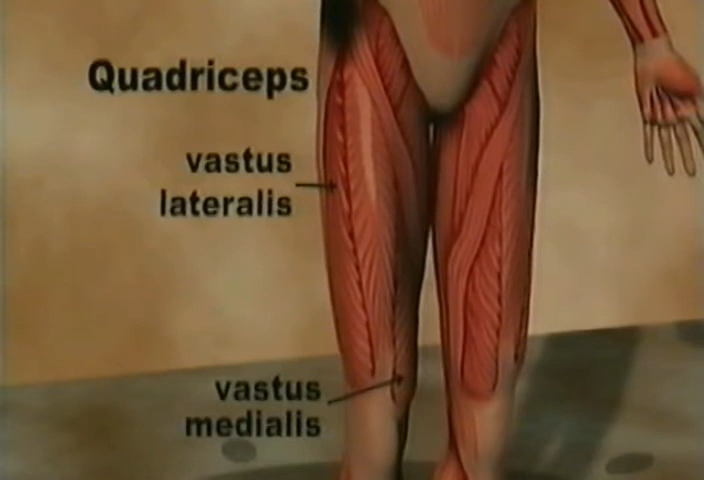 Quadriceps
vastus
lateralis
vastus
medialis